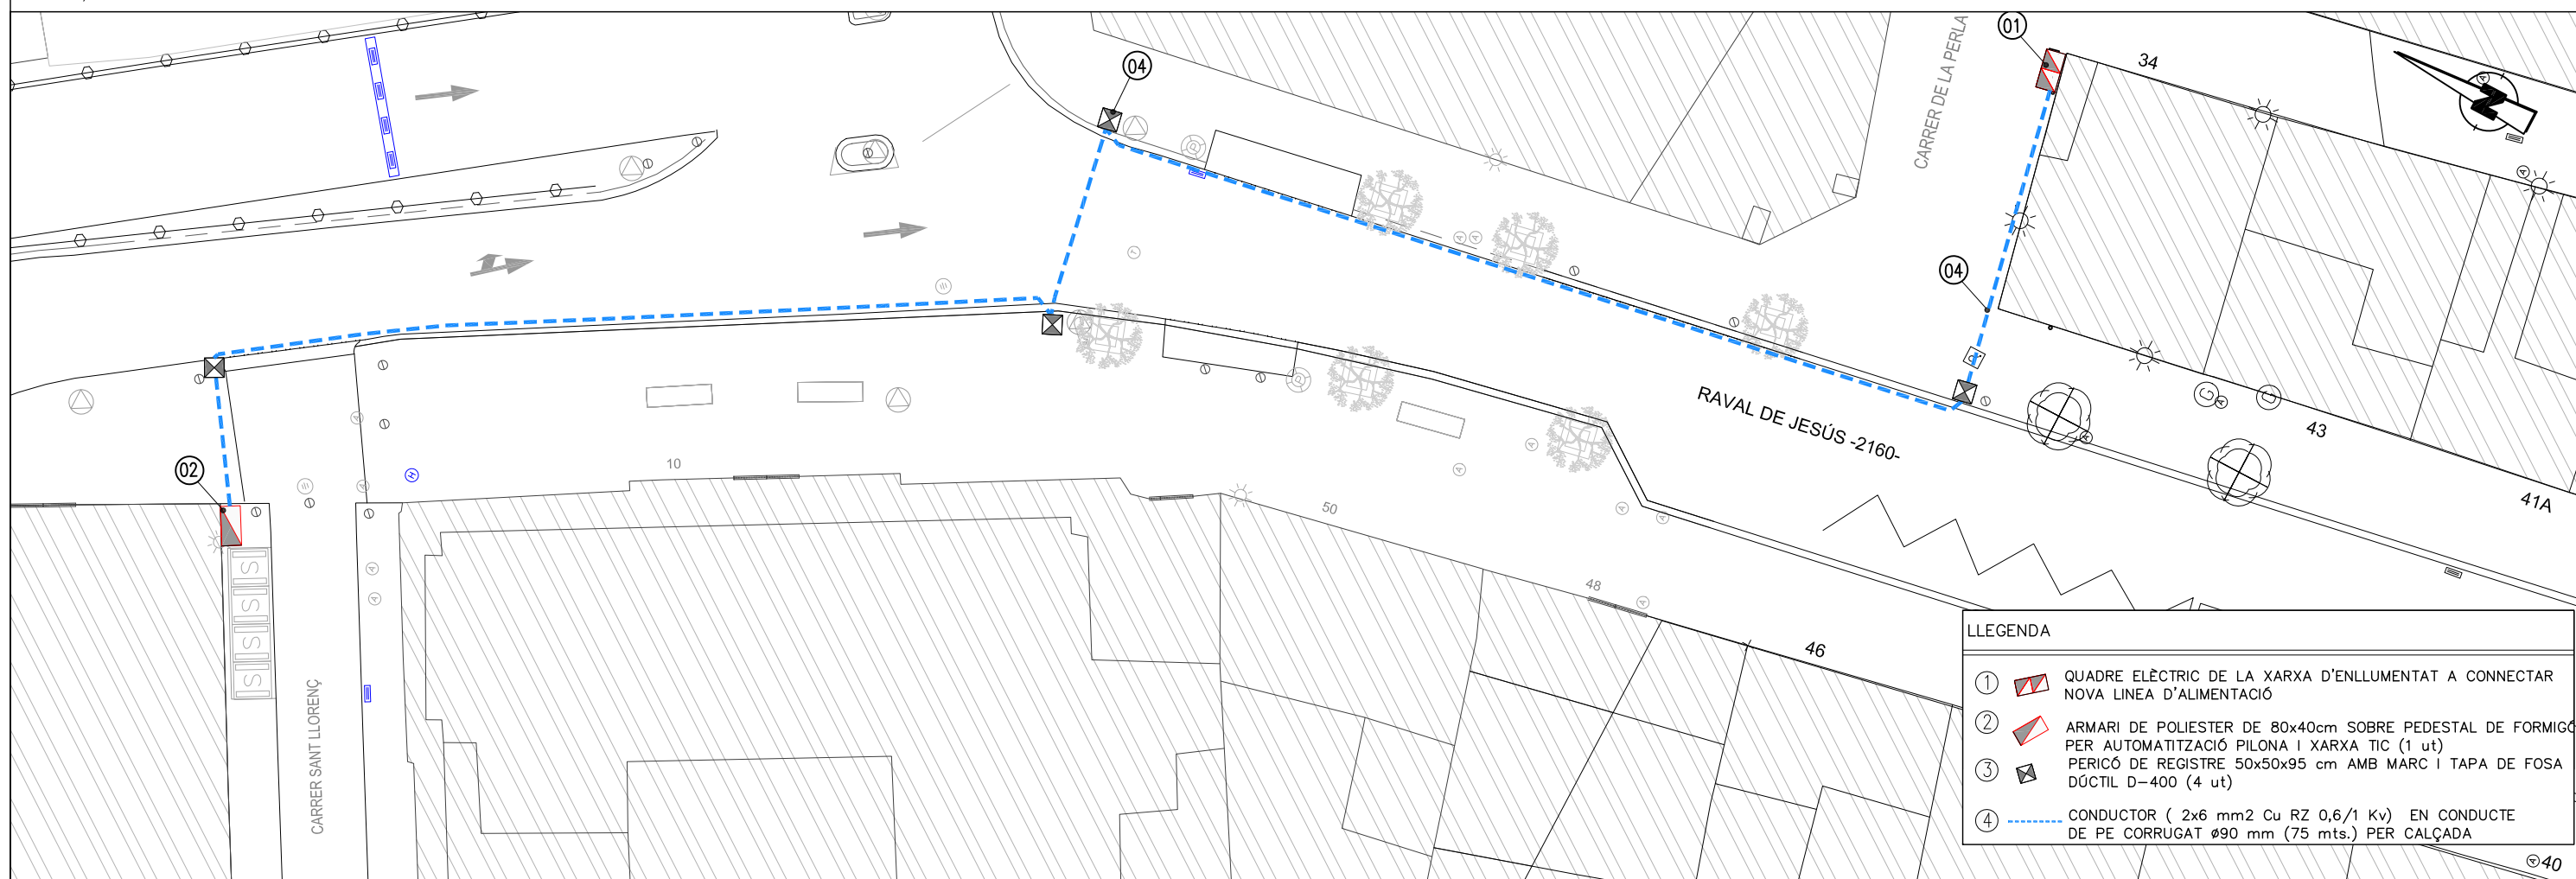 01
CARRER DE LA PERLA
34
04
04
02
10
RAVAL DE JESÚS -2160-
43
41A
50
48
46
CARRER SANT LLORENÇ
40
LLEGENDA
1 QUADRE ELÈCTRIC DE LA XARXA D'ENLLUMENTAT A CONNECTAR
NOVA LINEA D'ALIMENTACIÓ
2 ARMARI DE POLIESTER DE 80x40cm SOBRE PEDESTAL DE FORMIGÓ
PER AUTOMATITZACIÓ PILONA I XARXA TIC (1 ut)
3 PERICÓ DE REGISTRE 50x50x95 cm AMB MARC I TAPA DE FOSA
DÚCTIL D-400 (4 ut)
4 CONDUCTOR ( 2x6 mm2 Cu RZ 0,6/1 Kv) EN CONDUCTE
DE PE CORRUGAT ø90 mm (75 mts.) PER CALÇADA